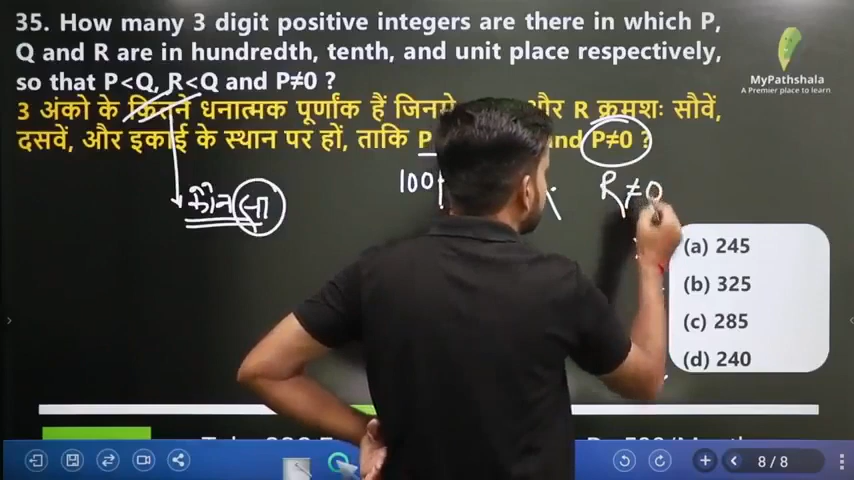 35. How many 3 digit positive integers are there in which P,
Q and R are in hundredth, tenth, and unit place respectively,
so that P<Q, R<Q and P≠0 ?
MyPathshala
A Premier place to learn
3 अंको के कितने धनात्मक पूर्णांक हैं जिनमे और R क्रमशः सौवें,
दसवें, और इकाई के स्थान पर हों, ताकि P and P≠0 ?
100
R≠0
(a) 245
(b) 325
(c) 285
(d) 240
8 / 8